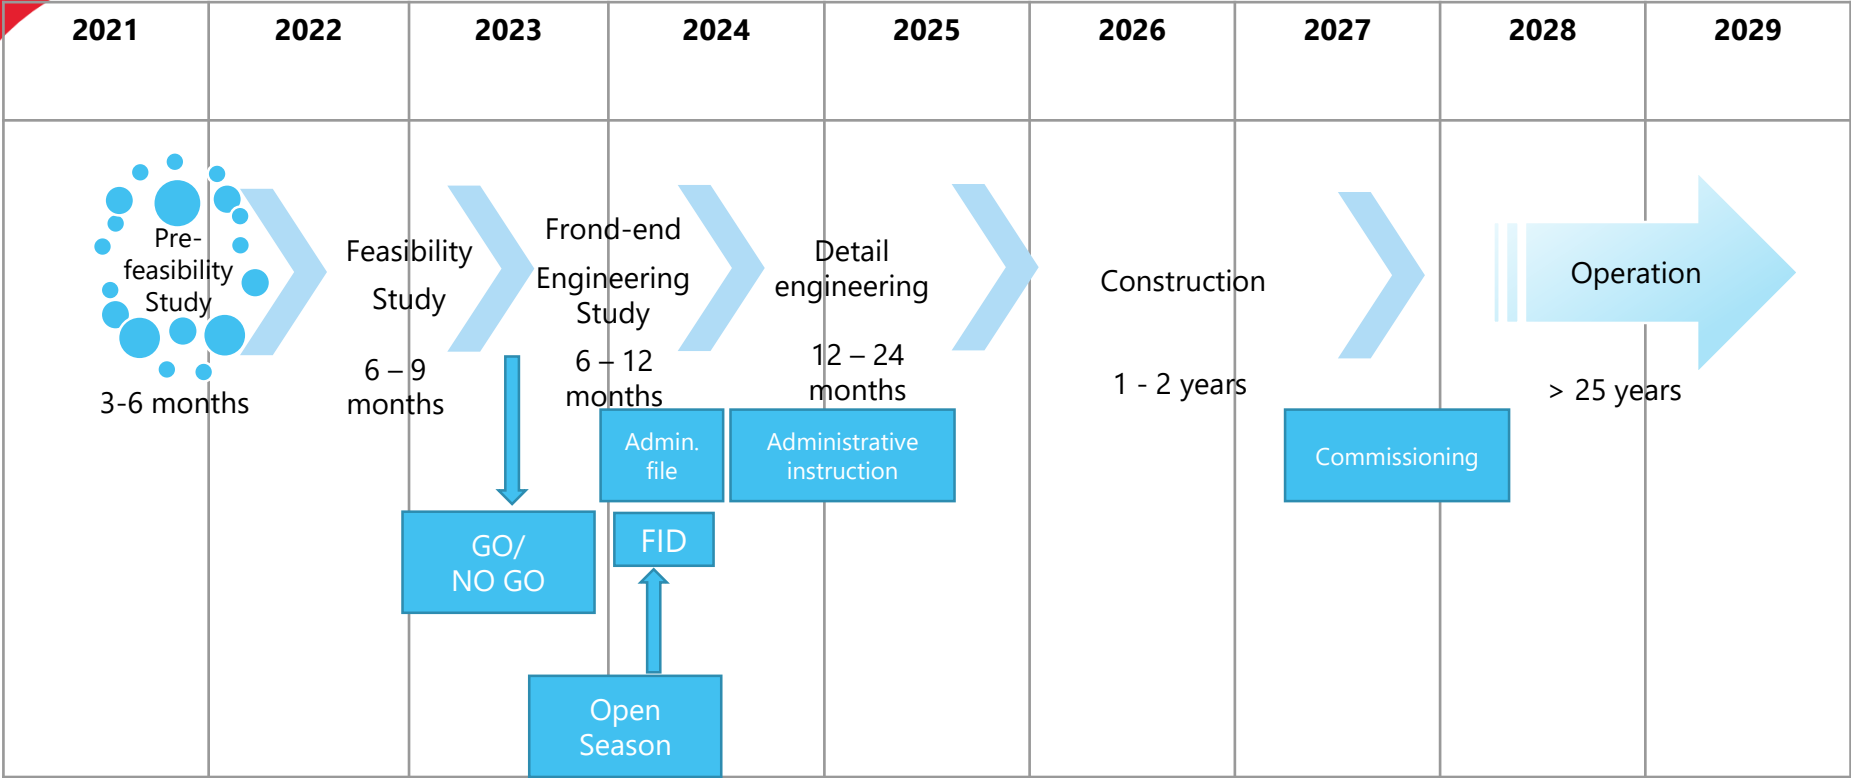 2021
2022
2023
2024
2025
2026
2027
2028
2029
Pre-
feasibility
Study
3-6 months
Feasibility
Study
6 – 9
months
Frond-end
Engineering
Study
6 – 12
months
Detail
engineering
12 – 24
months
Construction
1 - 2 years
Operation
> 25 years
Admin.
file
Administrative
instruction
Commissioning
GO/
NO GO
FID
Open
Season